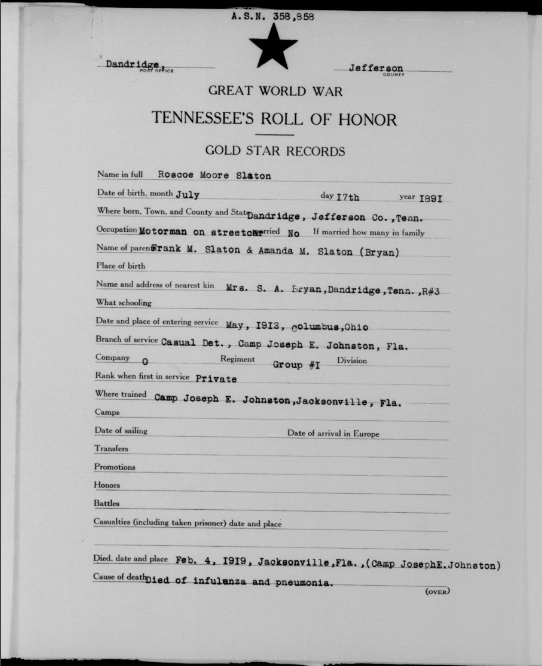 A.S.N. 358,858
Dandridge, Jefferson
POST OFFICE COUNTY
GREAT WORLD WAR
TENNESSEE'S ROLL OF HONOR
GOLD STAR RECORDS
Name in full Roscoe Moore Slaton
Date of birth, month July day 17th year 1891
Where born, Town, and County and State Dandridge, Jefferson Co.,Tenn.
Occupation Motorman on streetcar Married No If married how many in family
Name of parents Frank M. Slaton & Amanda M. Slaton (Bryan)
Place of birth
Name and address of nearest kin Mrs. S. A. Bryan,Dandridge,Tenn.,R#3
What schooling
Date and place of entering service May, 1912, Columbus,Ohio
Branch of service Casual Det., Camp Joseph E. Johnston, Fla.
Company O Regiment Group #1 Division
Rank when first in service Private
Where trained Camp Joseph E. Johnston,Jacksonville, Fla.
Camps
Date of sailing Date of arrival in Europe
Transfers
Promotions
Honors
Battles
Casualties (including taken prisoner) date and place
Died, date and place Feb. 4, 1919, Jacksonville,Fla.,(Camp JosephE.Johnston)
Cause of death Died of infulenza and pneumonia.
(OVER)